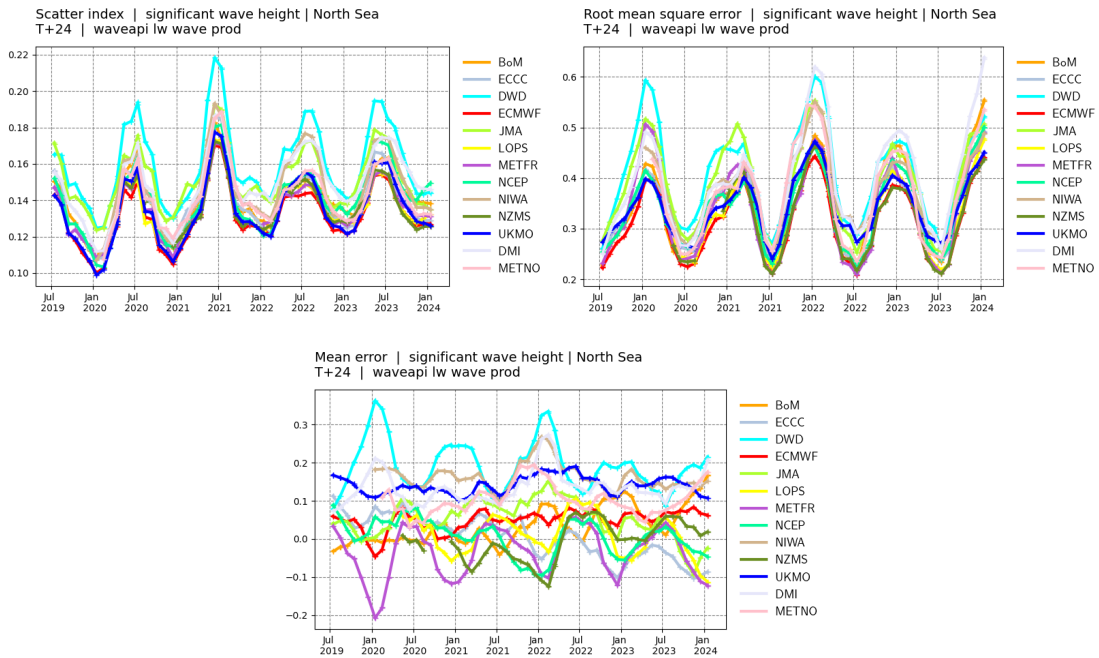 Scatter index | significant wave height | North Sea
T+24 | waveapi lw wave prod
0.22
0.20
0.18
0.16
0.14
0.12
0.10
Jul
2019
Jan
2020
Jul
2020
Jan
2021
Jul
2021
Jan
2022
Jul
2022
Jan
2023
Jul
2023
Jan
2024
BoM
ECCC
DWD
ECMWF
JMA
LOPS
METFR
NCEP
NIWA
NZMS
UKMO
DMI
METNO
Root mean square error | significant wave height | North Sea
T+24 | waveapi lw wave prod
0.6
0.5
0.4
0.3
0.2
Jul
2019
Jan
2020
Jul
2020
Jan
2021
Jul
2021
Jan
2022
Jul
2022
Jan
2023
Jul
2023
Jan
2024
BoM
ECCC
DWD
ECMWF
JMA
LOPS
METFR
NCEP
NIWA
NZMS
UKMO
DMI
METNO
Mean error | significant wave height | North Sea
T+24 | waveapi lw wave prod
0.3
0.2
0.1
0.0
−0.1
−0.2
Jul
2019
Jan
2020
Jul
2020
Jan
2021
Jul
2021
Jan
2022
Jul
2022
Jan
2023
Jul
2023
Jan
2024
BoM
ECCC
DWD
ECMWF
JMA
LOPS
METFR
NCEP
NIWA
NZMS
UKMO
DMI
METNO